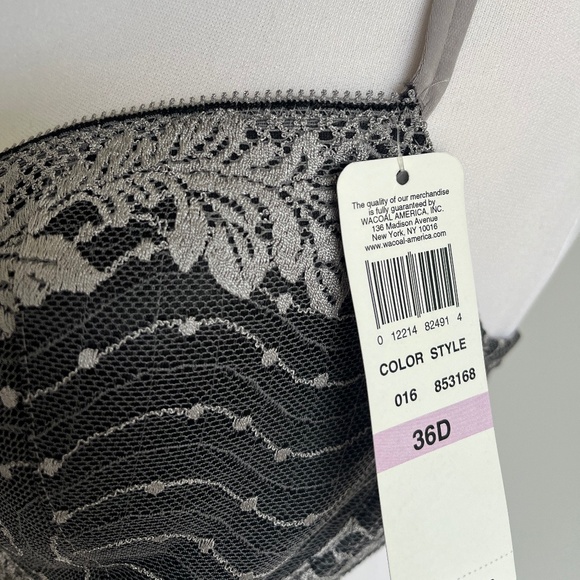 The quality of our merchandise
is fully guaranteed by
WACOAL AMERICA, INC.
136 Madison Avenue
New York, NY 10016
www.wacoal-america.com
0 12214 82491 4
COLOR STYLE
016 853168
36D